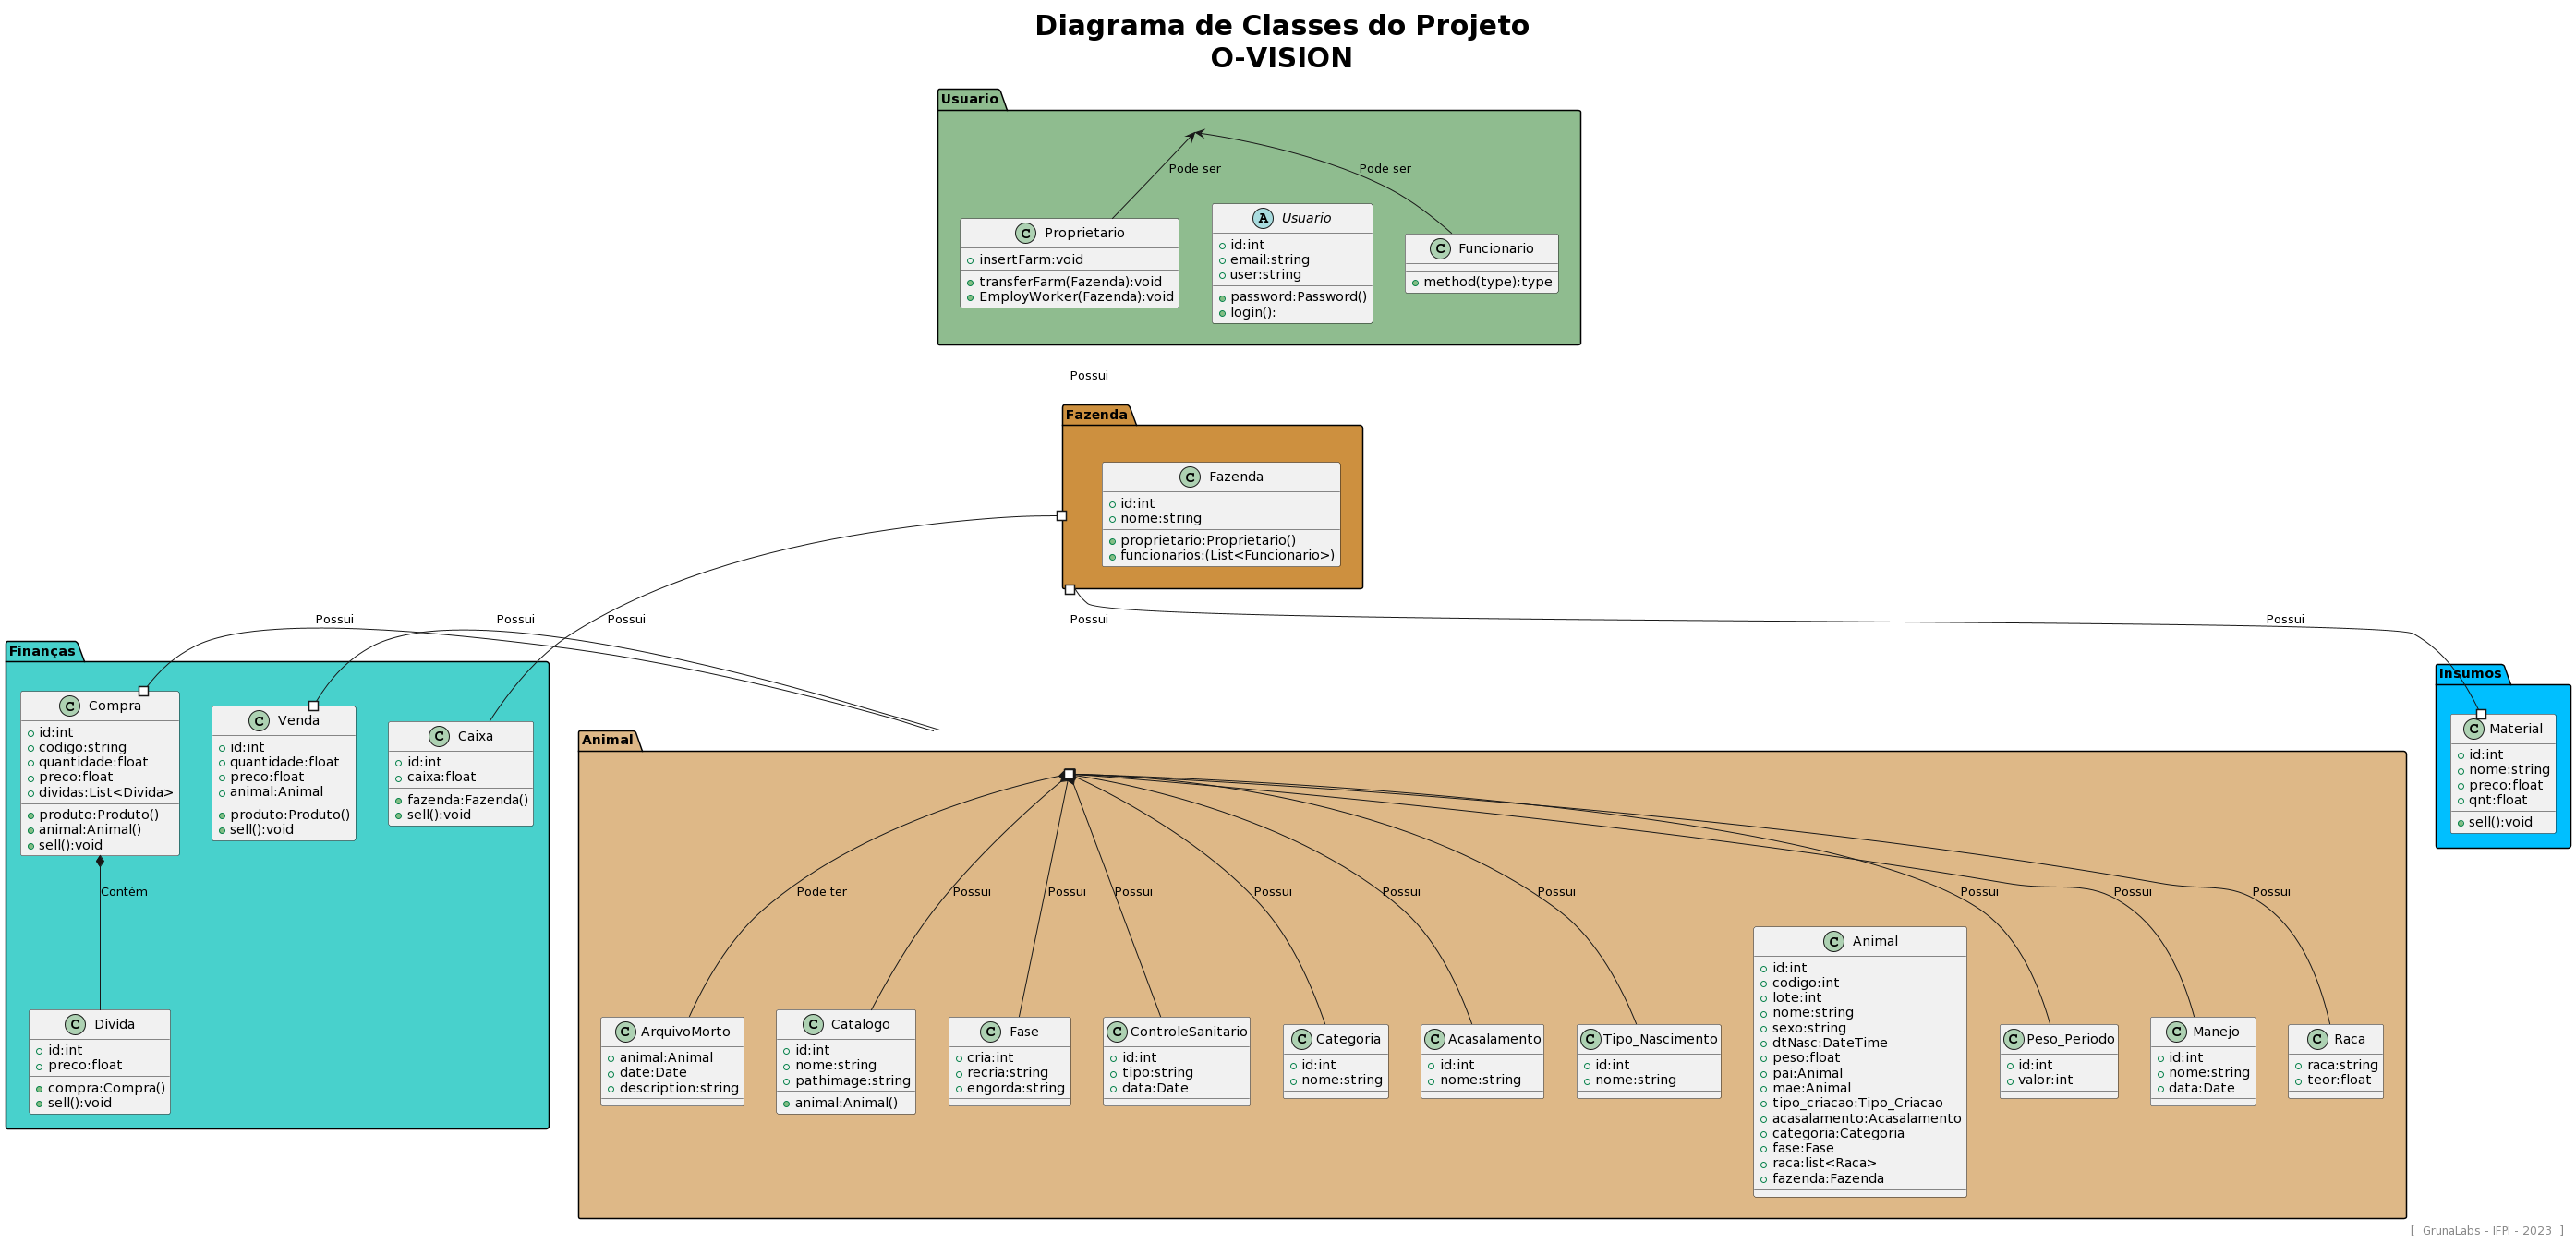 Diagrama de Classes do Projeto
O-VISION
Usuario
Pode ser
Pode ser
C Proprietario
insertFarm:void
transferFarm(Fazenda):void
EmployWorker(Fazenda):void
A Usuario
id:int
email:string
user:string
password:Password()
login():
C Funcionario
method(type):type
Possui
Fazenda
C Fazenda
id:int
nome:string
proprietario:Proprietario()
funcionarios:(List<Funcionario>)
Possui
Possui
Possui
Possui
Possui
Finanças
C Compra
id:int
codigo:string
quantidade:float
preco:float
dividas:List<Divida>
produto:Produto()
animal:Animal()
sell():void
C Venda
id:int
quantidade:float
preco:float
animal:Animal
produto:Produto()
sell():void
C Caixa
id:int
caixa:float
fazenda:Fazenda()
sell():void
Contém
C Divida
id:int
preco:float
compra:Compra()
sell():void
Insumos
C Material
id:int
nome:string
preco:float
qnt:float
sell():void
Animal
Pode ter
Possui
Possui
Possui
Possui
Possui
Possui
Possui
Possui
Possui
C ArquivoMorto
animal:Animal
date:Date
description:string
C Catalogo
id:int
nome:string
pathimage:string
animal:Animal()
C Fase
cria:int
recria:string
engorda:string
C ControleSanitario
id:int
tipo:string
data:Date
C Categoria
id:int
nome:string
C Acasalamento
id:int
nome:string
C Tipo_Nascimento
id:int
nome:string
C Animal
id:int
codigo:int
lote:int
nome:string
sexo:string
dtNasc:DateTime
peso:float
pai:Animal
mae:Animal
tipo_criacao:Tipo_Criacao
acasalamento:Acasalamento
categoria:Categoria
fase:Fase
raca:list<Raca>
fazenda:Fazenda
C Peso_Periodo
id:int
valor:int
C Manejo
id:int
nome:string
data:Date
C Raca
raca:string
teor:float
[ GrunaLabs - IFPI - 2023 ]